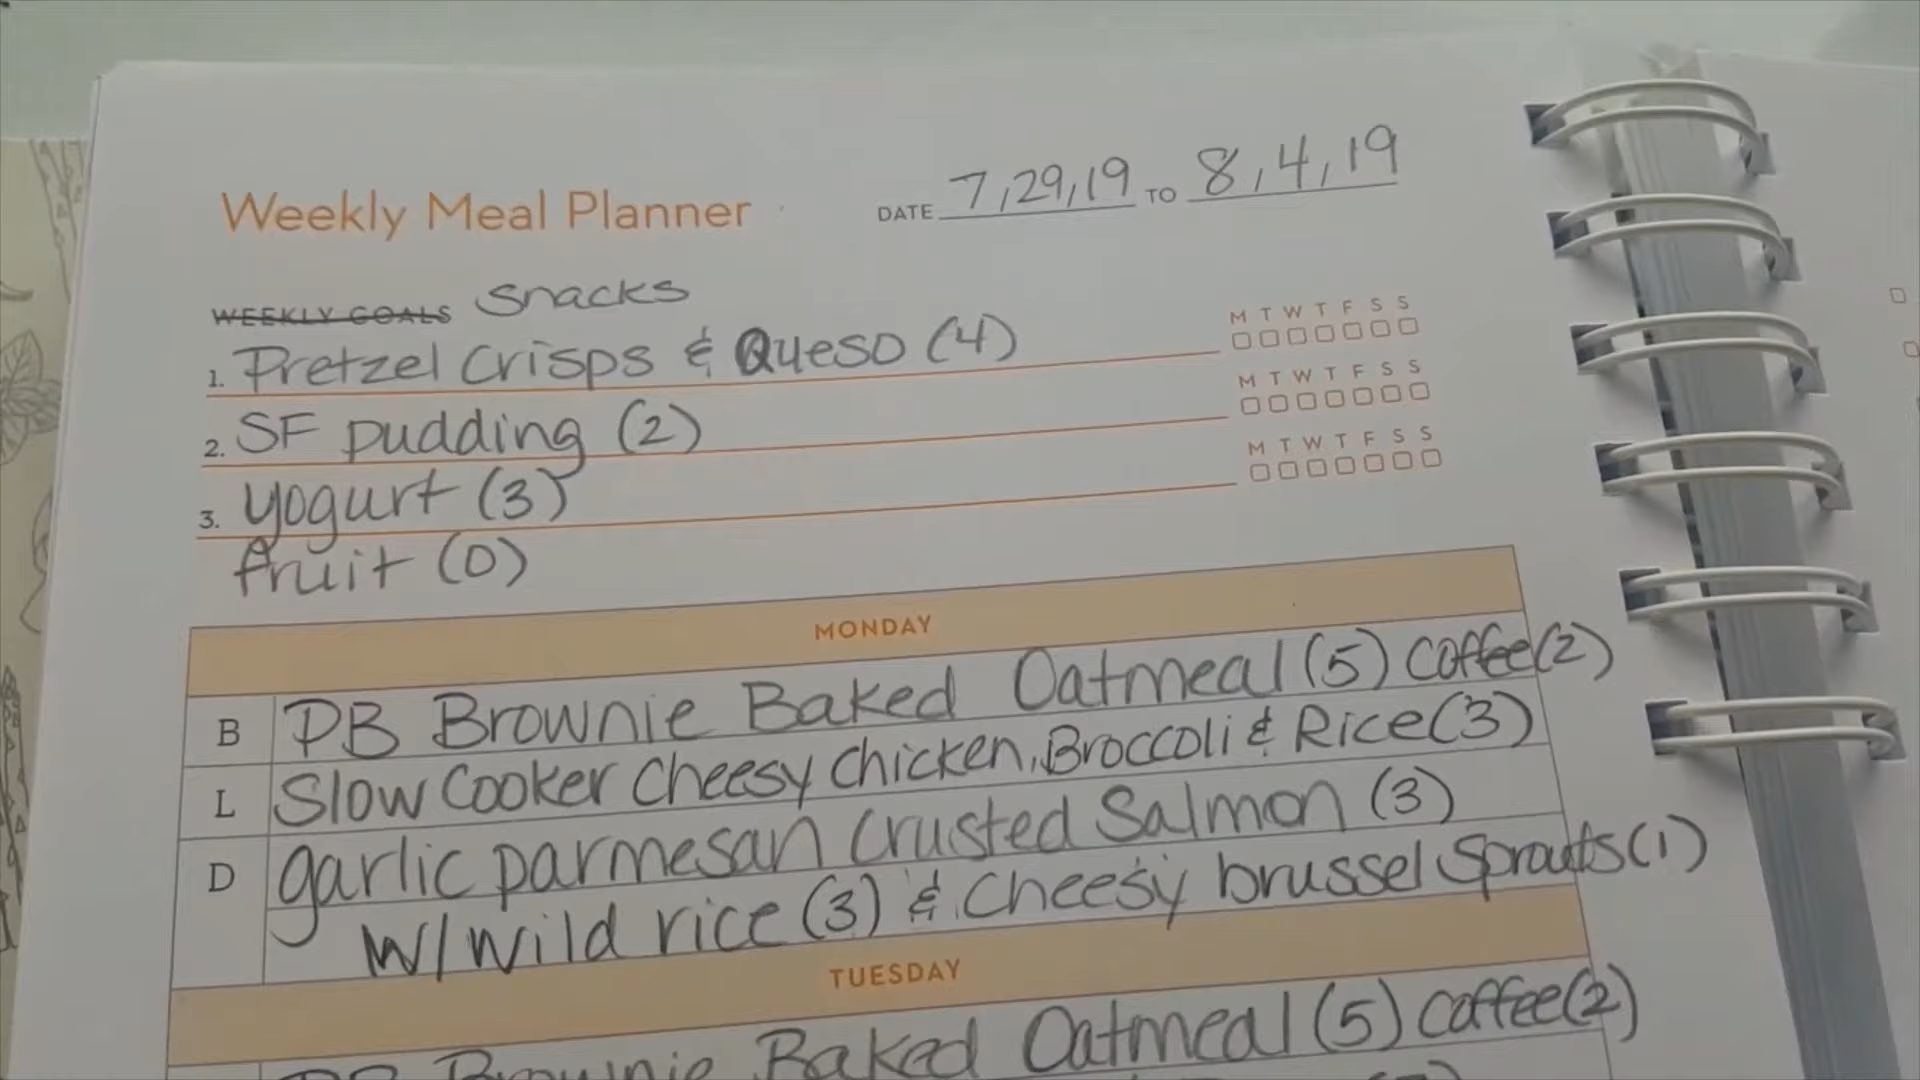 Weekly Meal Planner
DATE 7,29,19 TO 8,4,19
WEEKLY GOALS Snacks
M T W T F S S
1. Pretzel Crisps & Queso (4)
M T W T F S S
2. SF pudding (2)
M T W T F S S
3. yogurt (3)
fruit (0)
MONDAY
B PB Brownie Baked Oatmeal (5) Coffee (2)
L Slow Cooker Cheesy Chicken, Broccoli & Rice (3)
D garlic parmesan crusted Salmon (3)
W/ Wild rice (3) & Cheesy brussel Sprouts (1)
TUESDAY
PB Brownie Baked Oatmeal (5) Coffee (2)